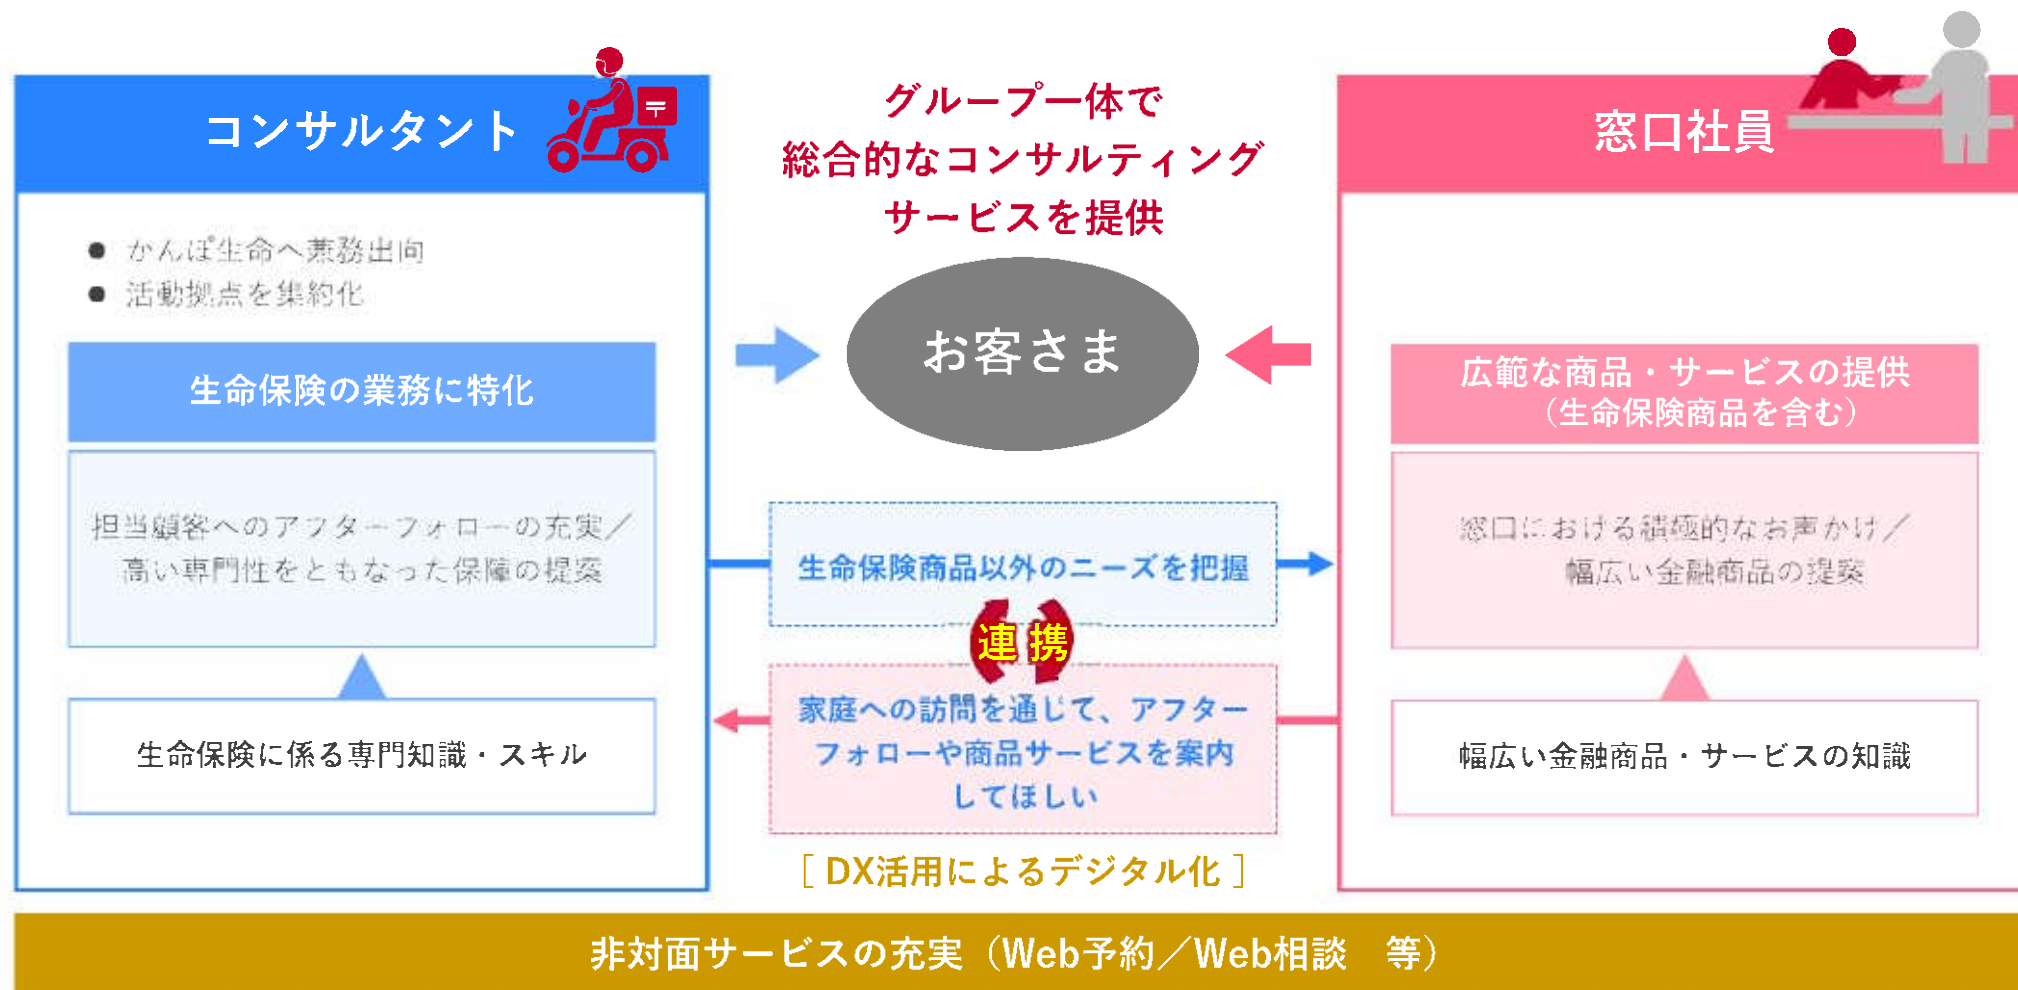 コンサルタント
〒
● かんぽ生命へ兼務出向
● 活動拠点を集約化
生命保険の業務に特化
担当顧客へのアフターフォローの充実／
高い専門性をともなった保障の提案
生命保険に係る専門知識・スキル
グループ一体で
総合的なコンサルティング
サービスを提供
お客さま
生命保険商品以外のニーズを把握
連携
家庭への訪問を通じて、アフター
フォローや商品サービスを案内
してほしい
［ DX活用によるデジタル化 ］
窓口社員
広範な商品・サービスの提供
（生命保険商品を含む）
窓口における積極的なお声かけ／
幅広い金融商品の提案
幅広い金融商品・サービスの知識
非対面サービスの充実（Web予約／Web相談　等）